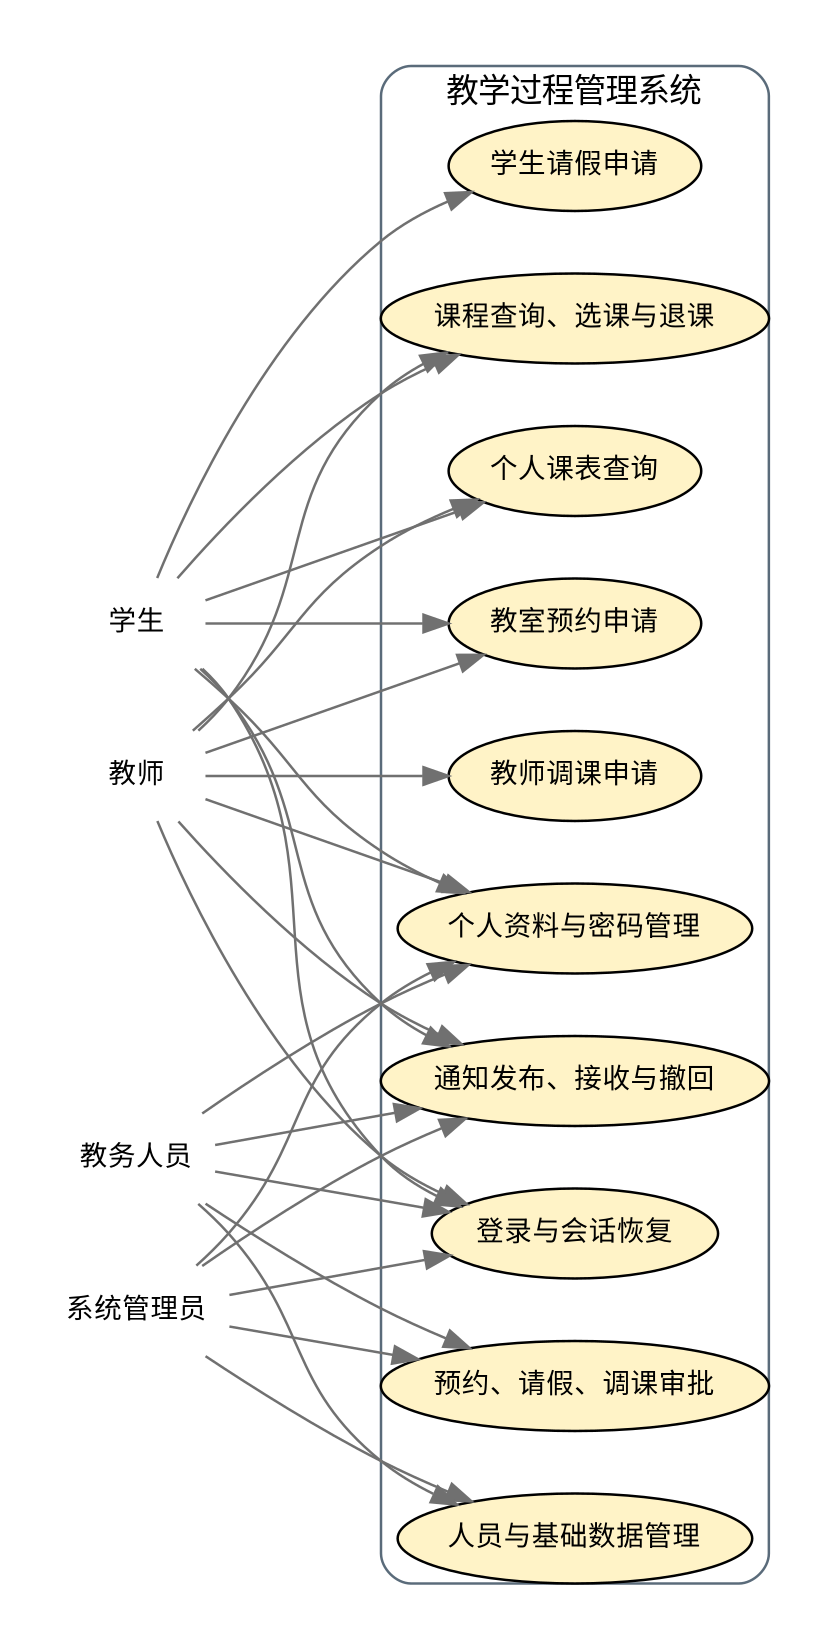 教学过程管理系统
学生请假申请
课程查询、选课与退课
个人课表查询
学生
教室预约申请
教师
教师调课申请
个人资料与密码管理
通知发布、接收与撤回
教务人员
登录与会话恢复
系统管理员
预约、请假、调课审批
人员与基础数据管理